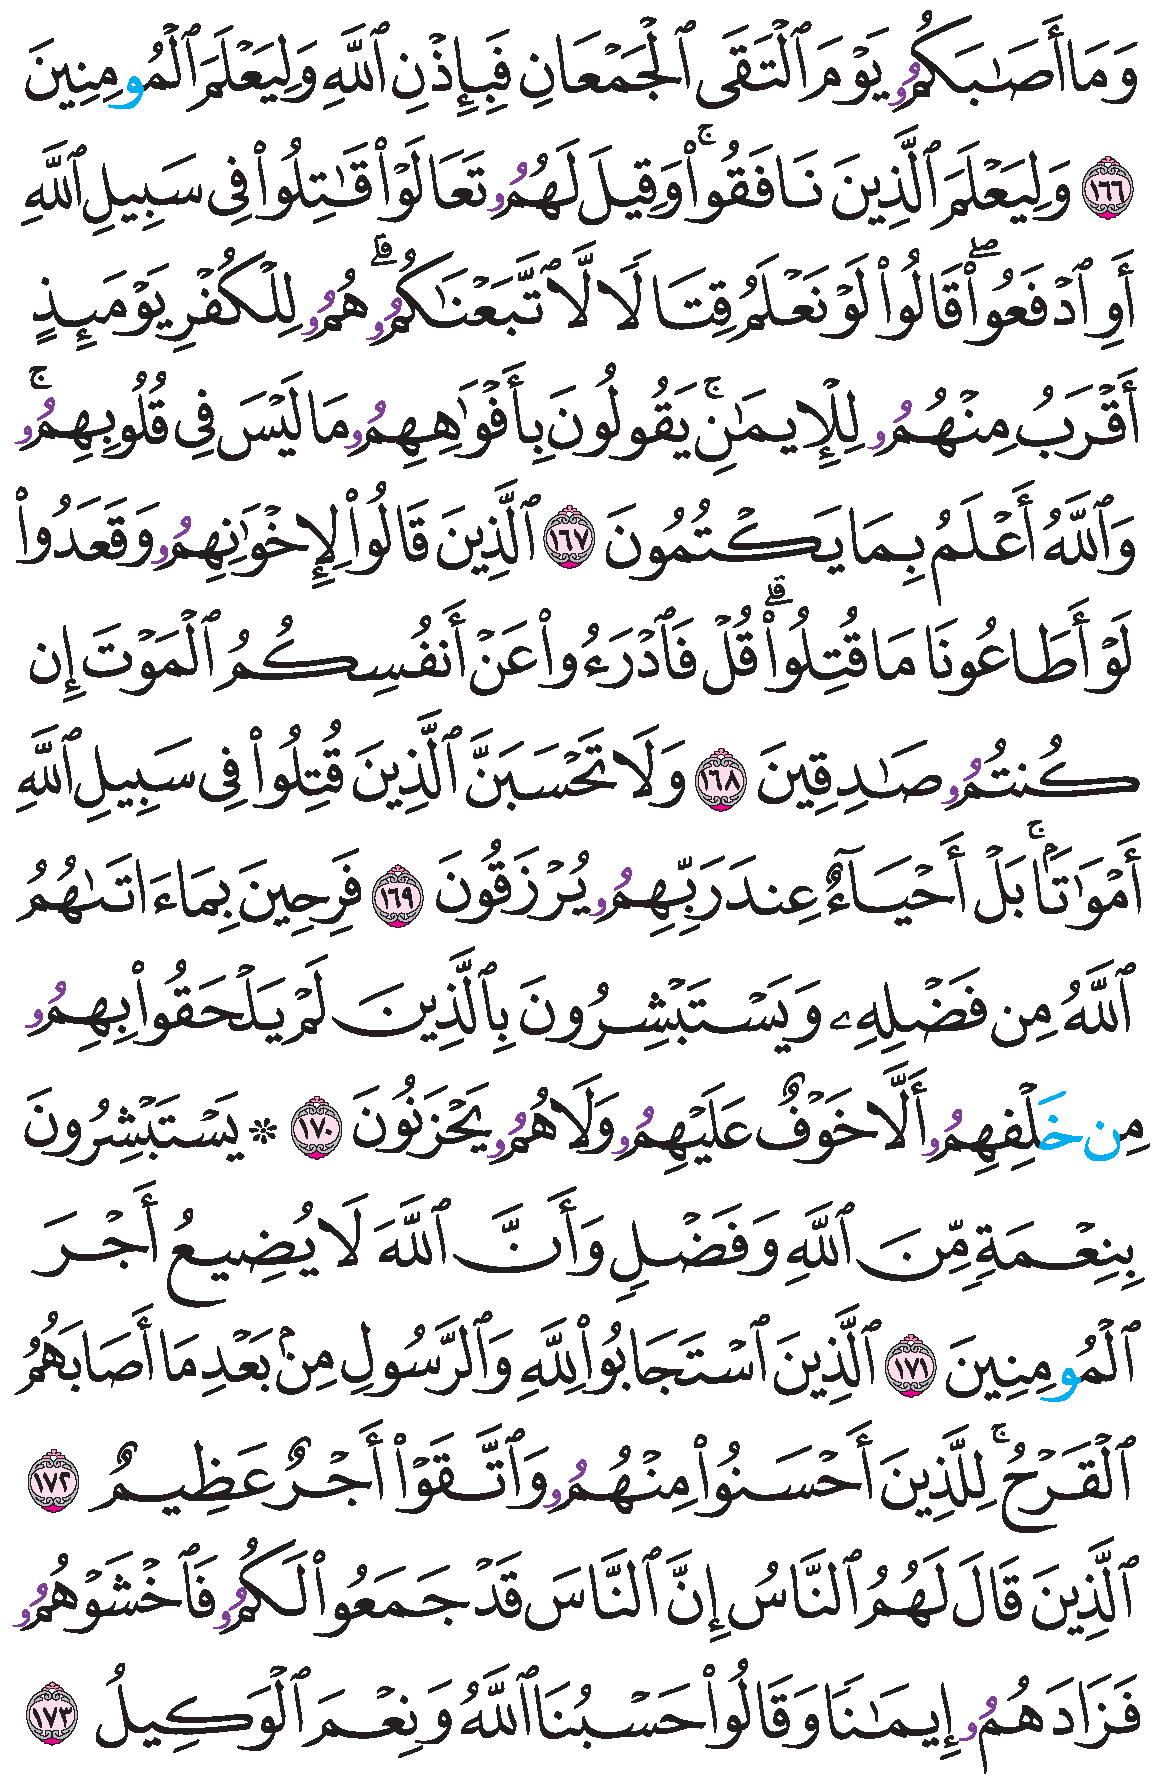 وَمَا أَصَٰبَكُمُۥ يَوْمَ ٱلْتَقَى ٱلْجَمْعَانِ فَبِإِذْنِ ٱللَّهِ وَلِيَعْلَمَ ٱلْمُومِنِينَ
١٦٦ وَلِيَعْلَمَ ٱلَّذِينَ نَافَقُواْۚ وَقِيلَ لَهُمُۥ تَعَالَوْاْ قَٰتِلُواْ فِى سَبِيلِ ٱللَّهِ
أَوِ ٱدْفَعُواْۖ قَالُواْ لَوْ نَعْلَمُ قِتَالًا لَّا تَّبَعْنَٰكُمُۥۗ هُمُۥ لِلْكُفْرِ يَوْمَئِذٍ
أَقْرَبُ مِنْهُمُۥ لِلْإِيمَٰنِۚ يَقُولُونَ بِأَفْوَٰهِهِمُۥ مَا لَيْسَ فِى قُلُوبِهِمُۥۚ
وَٱللَّهُ أَعْلَمُ بِمَا يَكْتُمُونَ ١٦٧ ٱلَّذِينَ قَالُواْ لِإِخْوَٰنِهِمُۥ وَقَعَدُواْ
لَوْ أَطَاعُونَا مَا قُتِلُواْۗ قُلْ فَٱدْرَءُواْ عَنْ أَنفُسِكُمُ ٱلْمَوْتَ إِن
كُنتُمُۥ صَٰدِقِينَ ١٦٨ وَلَا تَحْسَبَنَّ ٱلَّذِينَ قُتِلُواْ فِى سَبِيلِ ٱللَّهِ
أَمْوَٰتَۢاۚ بَلْ أَحْيَآءٌ عِندَ رَبِّهِمُۥ يُرْزَقُونَ ١٦٩ فَرِحِينَ بِمَا ءَاتَىٰهُمُ
ٱللَّهُ مِن فَضْلِهِۦ وَيَسْتَبْشِرُونَ بِٱلَّذِينَ لَمْ يَلْحَقُواْ بِهِمُۥ
مِن خَلْفِهِمُۥ أَلَّا خَوْفٌ عَلَيْهِمُۥ وَلَا هُمُۥ يَحْزَنُونَ ١٧٠ ۞ يَسْتَبْشِرُونَ
بِنِعْمَةٍ مِّنَ ٱللَّهِ وَفَضْلٍ وَأَنَّ ٱللَّهَ لَا يُضِيعُ أَجْرَ
ٱلْمُومِنِينَ ١٧١ ٱلَّذِينَ ٱسْتَجَابُواْ لِلَّهِ وَٱلرَّسُولِ مِنۢ بَعْدِ مَا أَصَابَهُمُ
ٱلْقَرْحُۚ لِلَّذِينَ أَحْسَنُواْ مِنْهُمُۥ وَٱتَّقَوْاْ أَجْرٌ عَظِيمٌ ١٧٢
ٱلَّذِينَ قَالَ لَهُمُ ٱلنَّاسُ إِنَّ ٱلنَّاسَ قَدْ جَمَعُواْ لَكُمُۥ فَٱخْشَوْهُمُۥ
فَزَادَهُمُۥ إِيمَٰنًا وَقَالُواْ حَسْبُنَا ٱللَّهُ وَنِعْمَ ٱلْوَكِيلُ ١٧٣